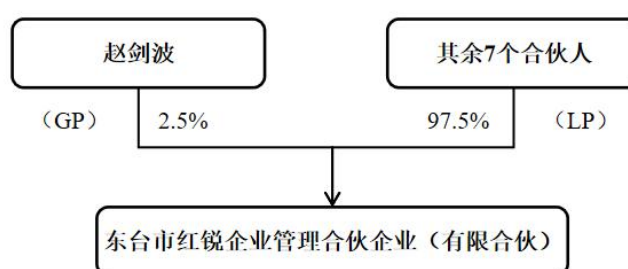 赵剑波
其余7个合伙人
（GP）
2.5%
97.5%
（LP）
东台市红锐企业管理合伙企业（有限合伙）